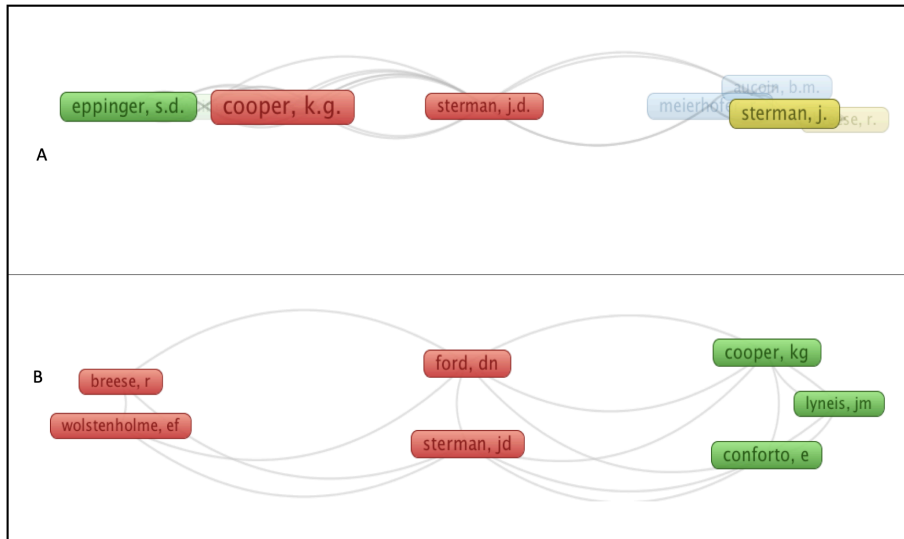 aucoin, b.m.
eppinger, s.d.
cooper, k.g.
sterman, j.d.
sterman, j.
A
ford, dn
cooper, kg
B
breese, r
lyneis, jm
wolstenholme, ef
sterman, jd
conforto, e